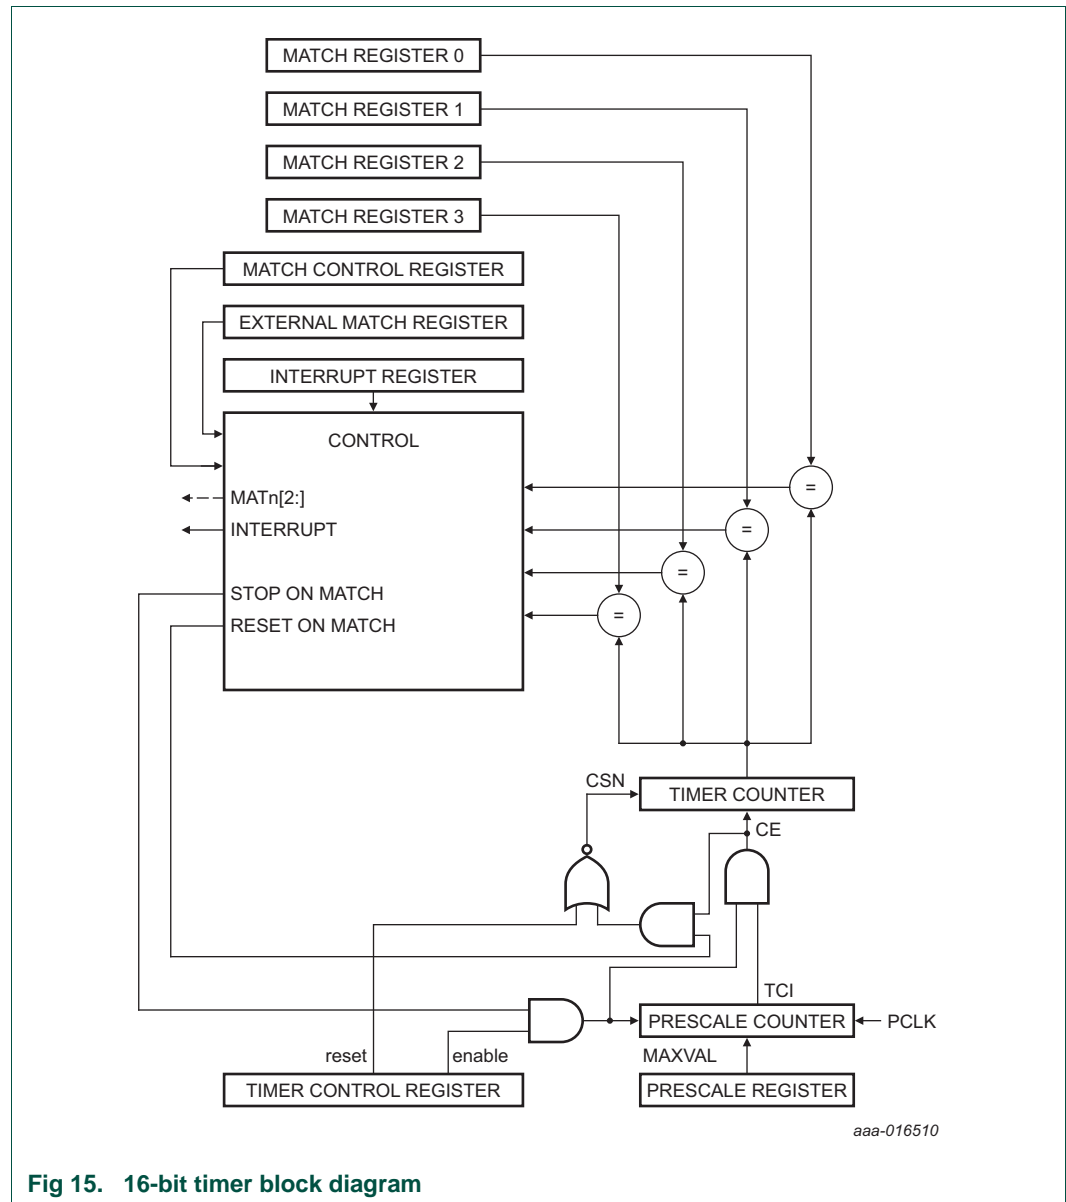 MATCH REGISTER 0
MATCH REGISTER 1
MATCH REGISTER 2
MATCH REGISTER 3
MATCH CONTROL REGISTER
EXTERNAL MATCH REGISTER
INTERRUPT REGISTER
CONTROL
=
MATn[2:]
INTERRUPT
=
=
STOP ON MATCH
=
RESET ON MATCH
CSN
TIMER COUNTER
CE
TCI
PRESCALE COUNTER
PCLK
reset
enable
MAXVAL
TIMER CONTROL REGISTER
PRESCALE REGISTER
aaa-016510
Fig 15. 16-bit timer block diagram